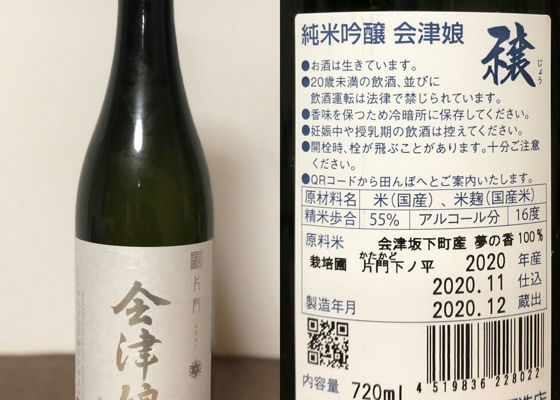 片門
会津娘
純米吟醸 会津娘 穣
じょう
●お酒は生きています。
●20歳未満の飲酒、並びに
飲酒運転は法律で禁じられています。
●香味を保つため冷暗所に保存してください。
●妊娠中や授乳期の飲酒は控えてください。
●開栓時、栓が飛ぶことがあります。十分ご注意
ください。
●QRコードから田んぼへとご案内いたします。
原材料名 米(国産)、米麹(国産米)
精米歩合 55% アルコール分 16度
原料米 会津坂下町産 夢の香100%
かたかど
栽培圃 片門下ノ平 2020 年産
2020.11 仕込
製造年月 2020.12 蔵出
内容量 720ml
4 519836 228022